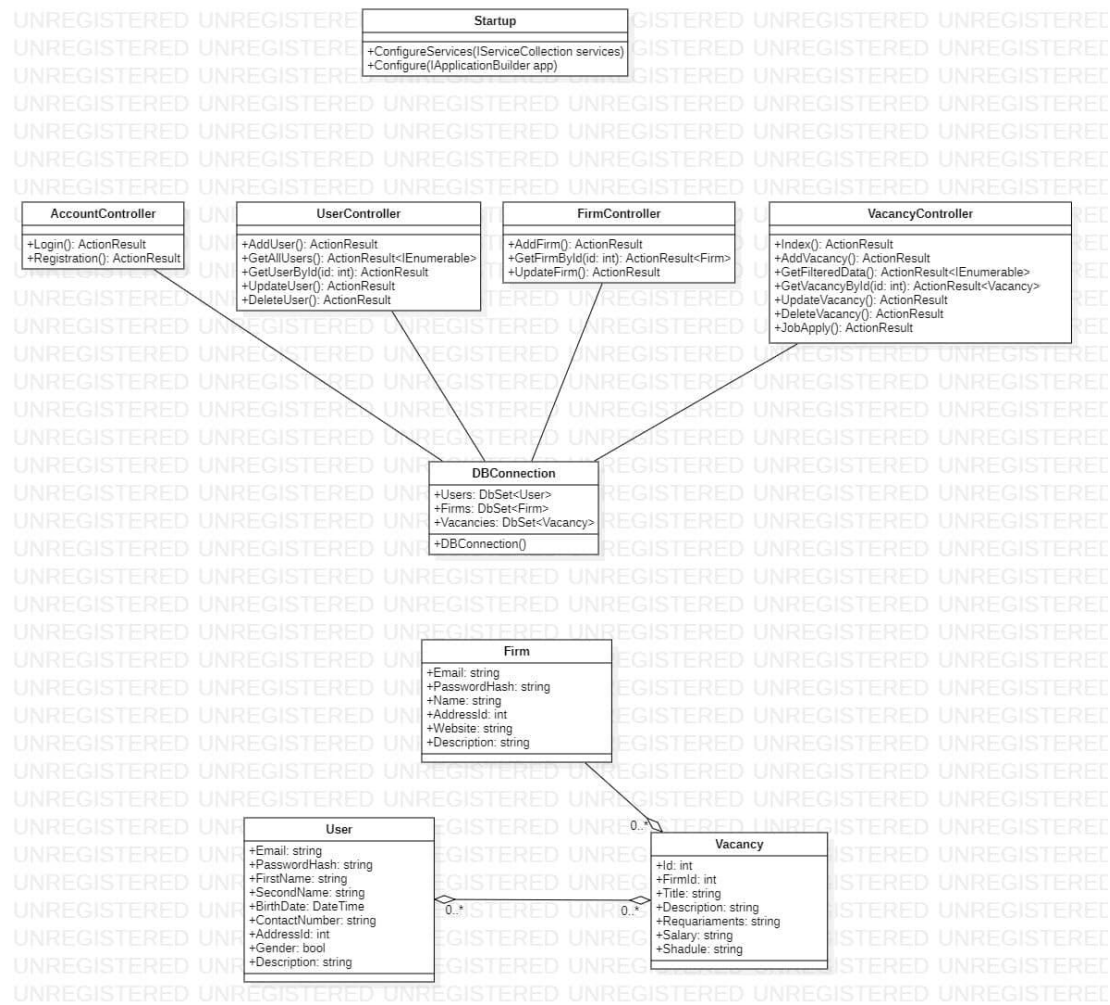 Startup
+ConfigureServices(IServiceCollection services)
+Configure(IApplicationBuilder app)
AccountController
+Login(): ActionResult
+Registration(): ActionResult
UserController
+AddUser(): ActionResult
+GetAllUsers(): ActionResult<IEnumerable>
+GetUserById(id: int): ActionResult
+UpdateUser(): ActionResult
+DeleteUser(): ActionResult
FirmController
+AddFirm(): ActionResult
+GetFirmById(id: int): ActionResult<Firm>
+UpdateFirm(): ActionResult
VacancyController
+Index(): ActionResult
+AddVacancy(): ActionResult
+GetFilteredData(): ActionResult<IEnumerable>
+GetVacancyById(id: int): ActionResult<Vacancy>
+UpdateVacancy(): ActionResult
+DeleteVacancy(): ActionResult
+JobApply(): ActionResult
DBConnection
+Users: DbSet<User>
+Firms: DbSet<Firm>
+Vacancies: DbSet<Vacancy>
+DBConnection()
Firm
+Email: string
+PasswordHash: string
+Name: string
+AddressId: int
+Website: string
+Description: string
0..*
User
+Email: string
+PasswordHash: string
+FirstName: string
+SecondName: string
+BirthDate: DateTime
+ContactNumber: string
+AddressId: int
+Gender: bool
+Description: string
0..*
0..*
Vacancy
+Id: int
+FirmId: int
+Title: string
+Description: string
+Requariaments: string
+Salary: string
+Shadule: string
UNREGISTERED